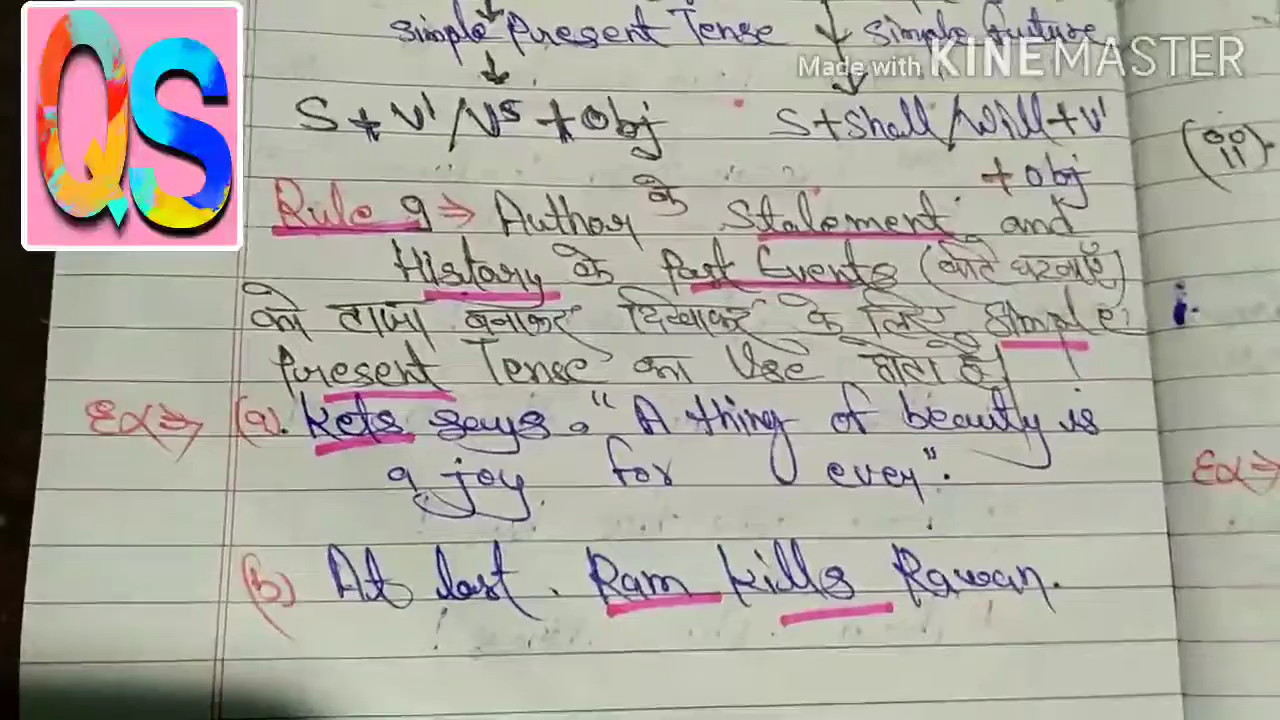 QS
Simple Present Tense Simple Future
Made with KINEMASTER
S + V¹/Vˢ + Obj S + Shall/Will + V¹
+ Obj
Rule 9 ⇒ Author के Statement and
History के Past Events (बीते घटनाएँ)
को ताजा बनाकर दिखाकर के लिए Simple
Present Tense का Use होता है।
Ex ⇒ (a). Kets says. "A thing of beauty is
a joy for ever".
(b) At last. Ram kills Rawan.
Ex ⇒